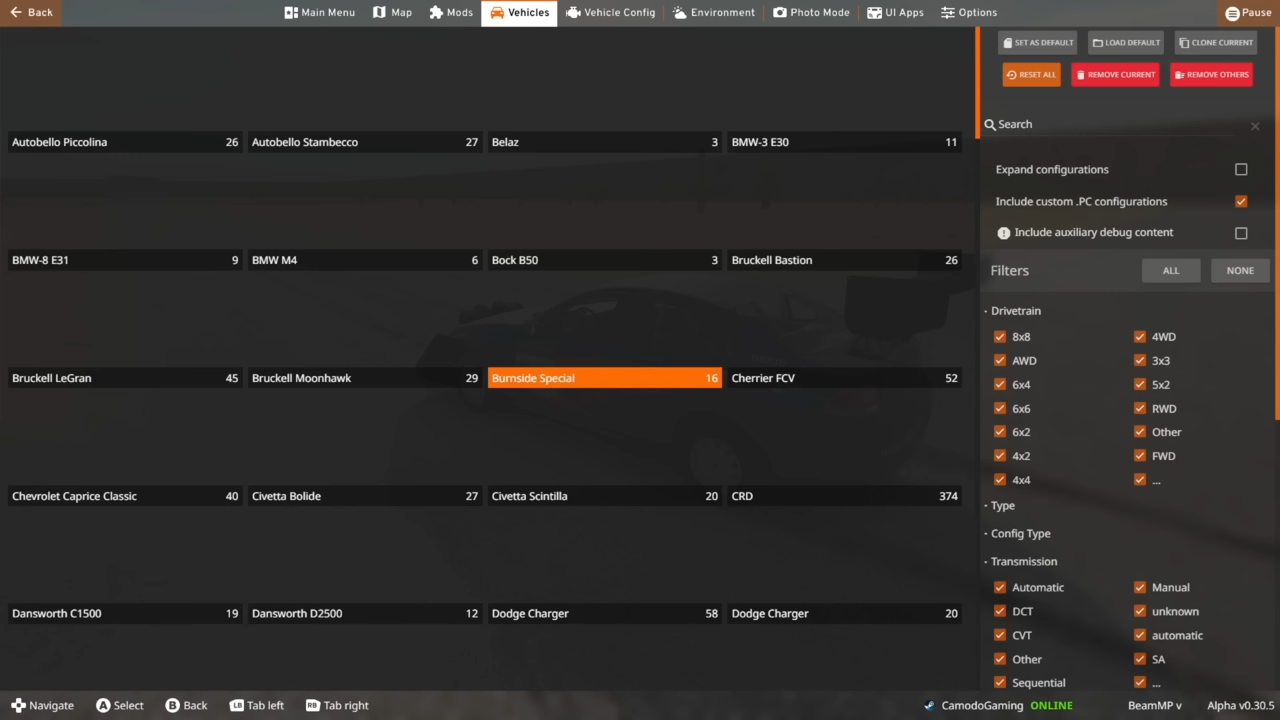 Back
Main Menu
Map
Mods
Vehicles
Vehicle Config
Environment
Photo Mode
UI Apps
Options
Pause
SET AS DEFAULT
LOAD DEFAULT
CLONE CURRENT
RESET ALL
REMOVE CURRENT
REMOVE OTHERS
Search
Autobello Piccolina 26
Autobello Stambecco 27
Belaz 3
BMW-3 E30 11
Expand configurations
Include custom .PC configurations
Include auxiliary debug content
BMW-8 E31 9
BMW M4 6
Bock B50 3
Bruckell Bastion 26
Filters
ALL
NONE
- Drivetrain
8x8
4WD
AWD
3x3
6x4
5x2
6x6
RWD
6x2
Other
4x2
FWD
4x4
...
Bruckell LeGran 45
Bruckell Moonhawk 29
Burnside Special 16
Cherrier FCV 52
Chevrolet Caprice Classic 40
Civetta Bolide 27
Civetta Scintilla 20
CRD 374
- Type
- Config Type
- Transmission
Automatic
Manual
DCT
unknown
CVT
automatic
Other
SA
Sequential
...
Dansworth C1500 19
Dansworth D2500 12
Dodge Charger 58
Dodge Charger 20
Navigate
A Select
B Back
LB Tab left
RB Tab right
CamodoGaming ONLINE
BeamMP v
Alpha v0.30.5